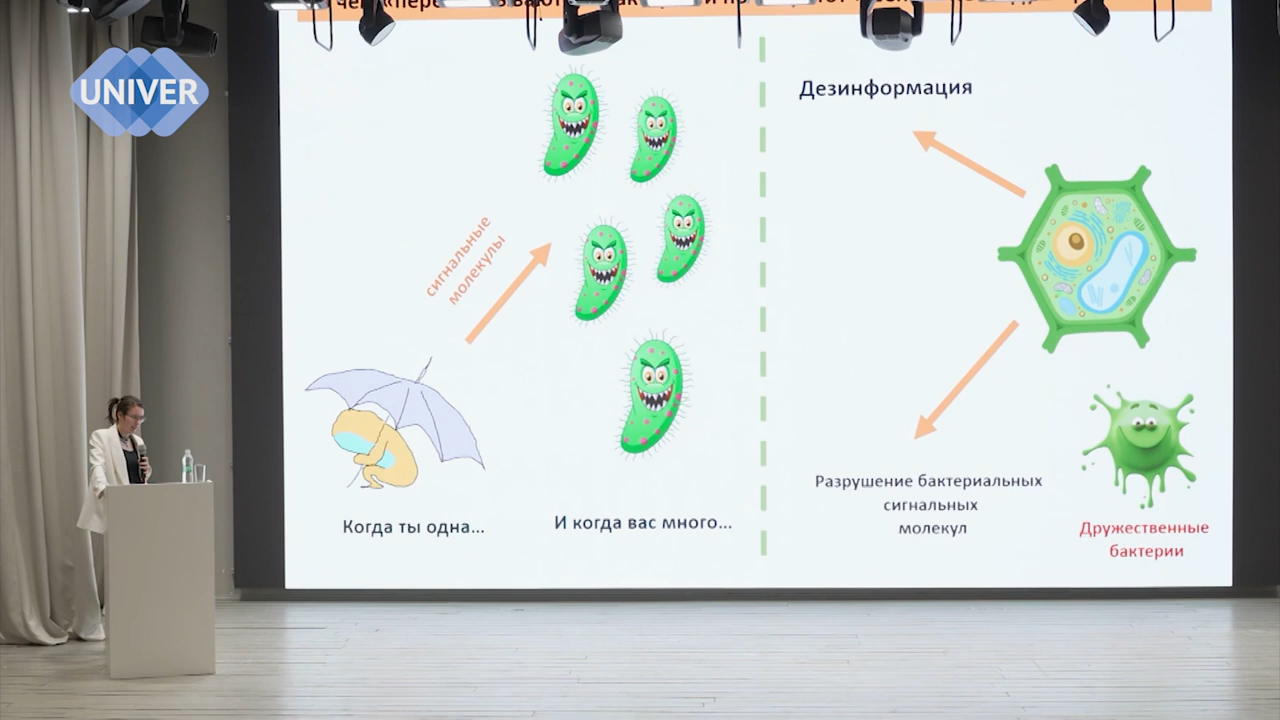 UNIVER
Дезинформация
сигнальные
молекулы
Когда ты одна...
И когда вас много...
Разрушение бактериальных
сигнальных
молекул
Дружественные
бактерии